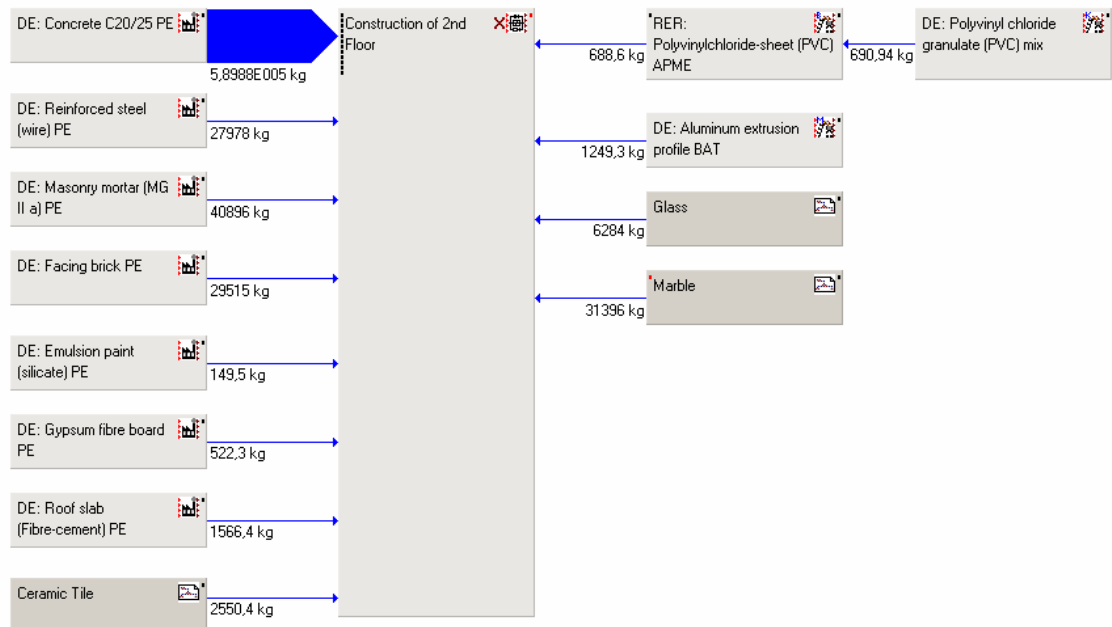 DE: Concrete C20/25 PE
5,8988E005 kg
DE: Reinforced steel
(wire) PE
27978 kg
DE: Masonry mortar (MG
II a) PE
40896 kg
DE: Facing brick PE
29515 kg
DE: Emulsion paint
(silicate) PE
149,5 kg
DE: Gypsum fibre board
PE
522,3 kg
DE: Roof slab
(Fibre-cement) PE
1566,4 kg
Ceramic Tile
2550,4 kg
Construction of 2nd
Floor
RER:
Polyvinylchloride-sheet (PVC)
APME
688,6 kg
DE: Polyvinyl chloride
granulate (PVC) mix
690,94 kg
DE: Aluminum extrusion
profile BAT
1249,3 kg
Glass
6284 kg
Marble
31396 kg